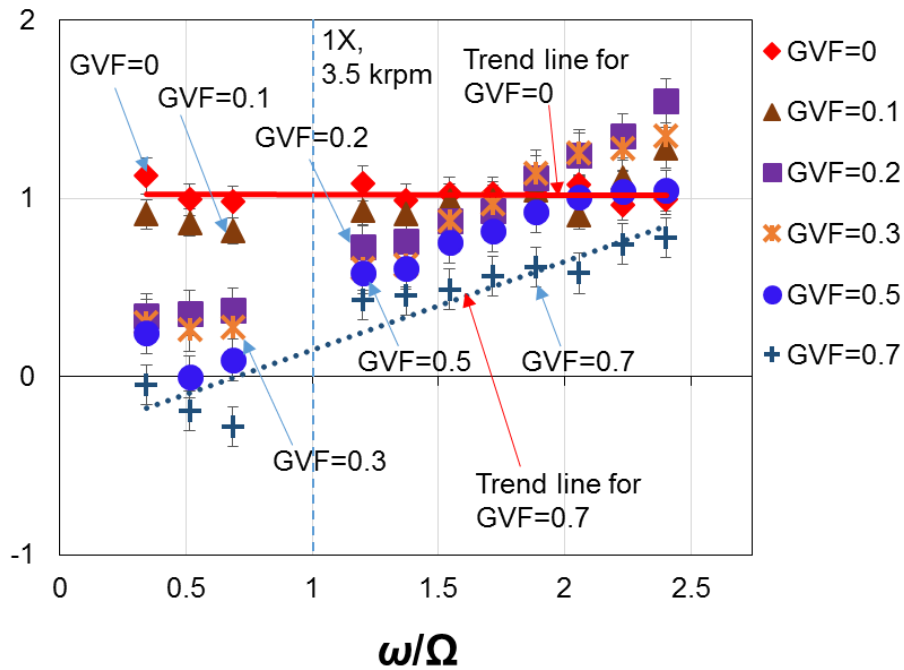 2
1
0
-1
0
0.5
1
1.5
2
2.5
ω/Ω
1X,
3.5 krpm
GVF=0
GVF=0.1
GVF=0.2
Trend line for
GVF=0
GVF=0.5
GVF=0.7
GVF=0.3
Trend line for
GVF=0.7
GVF=0
GVF=0.1
GVF=0.2
GVF=0.3
GVF=0.5
GVF=0.7